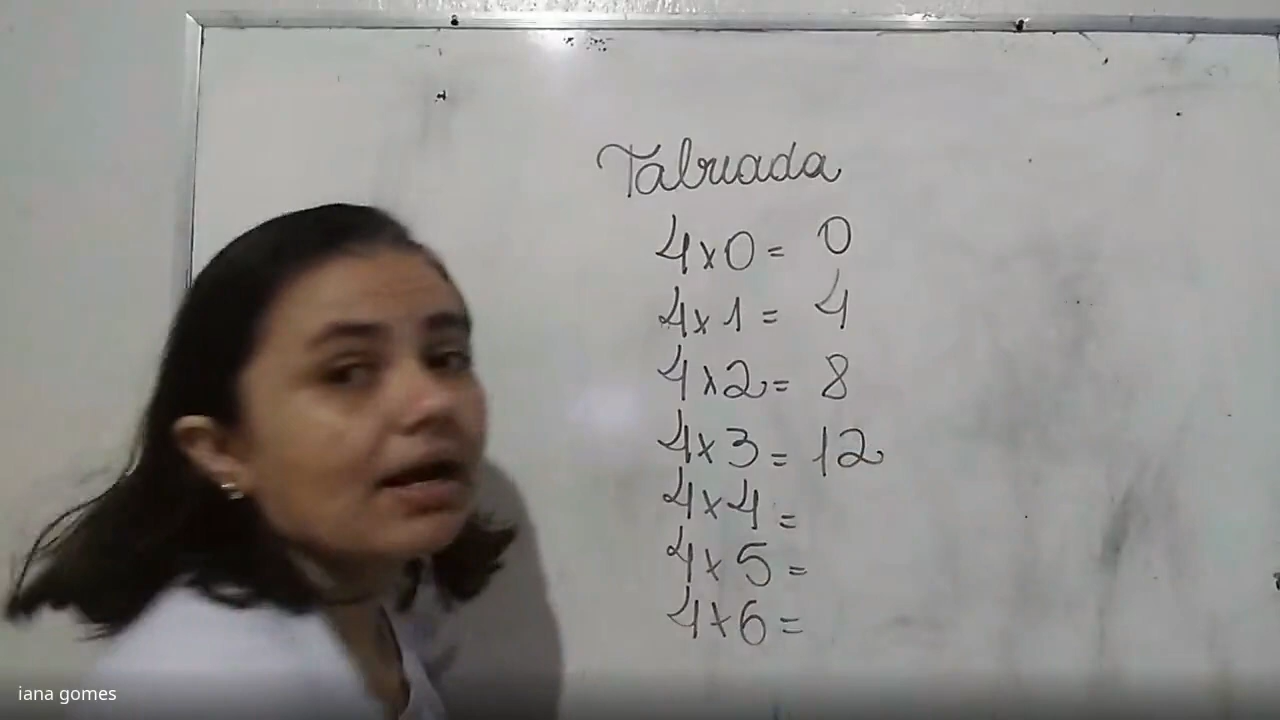 Tabuada
4x0= 0
4x1= 4
4x2= 8
4x3= 12
4x4=
4x5=
4x6=
iana gomes